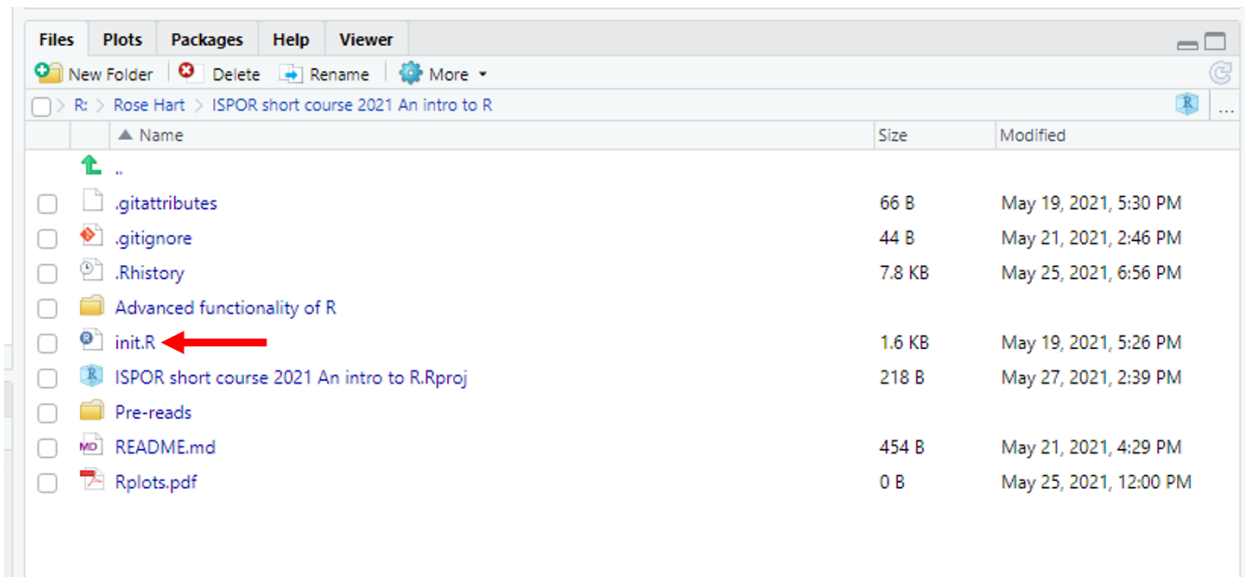 Files Plots Packages Help Viewer
New Folder Delete Rename More
R: > Rose Hart > ISPOR short course 2021 An intro to R R ...
Name Size Modified
..
.gitattributes 66 B May 19, 2021, 5:30 PM
.gitignore 44 B May 21, 2021, 2:46 PM
.Rhistory 7.8 KB May 25, 2021, 6:56 PM
Advanced functionality of R
R init.R 1.6 KB May 19, 2021, 5:26 PM
R ISPOR short course 2021 An intro to R.Rproj 218 B May 27, 2021, 2:39 PM
Pre-reads
MD README.md 454 B May 21, 2021, 4:29 PM
Rplots.pdf 0 B May 25, 2021, 12:00 PM